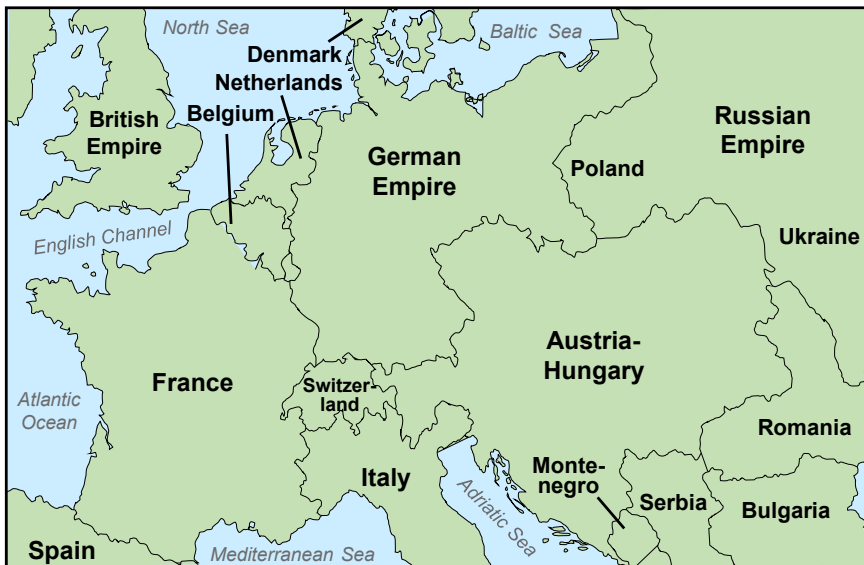 North Sea
Baltic Sea
Denmark
Netherlands
Belgium
British
Empire
Russian
Empire
German
Empire
Poland
English Channel
Ukraine
Austria-
Hungary
France
Switzer-
land
Atlantic
Ocean
Romania
Italy
Monte-
negro
Serbia
Bulgaria
Adriatic Sea
Spain
Mediterranean Sea